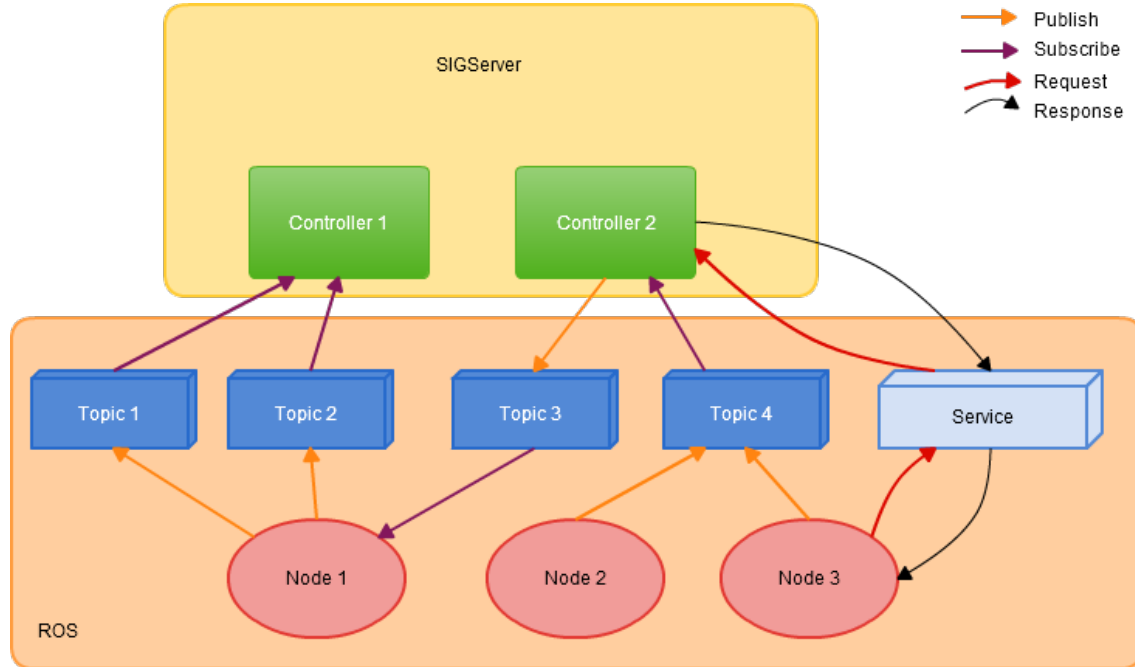 Publish
Subscribe
Request
Response
SIGServer
Controller 1
Controller 2
Topic 1
Topic 2
Topic 3
Topic 4
Service
Node 1
Node 2
Node 3
ROS